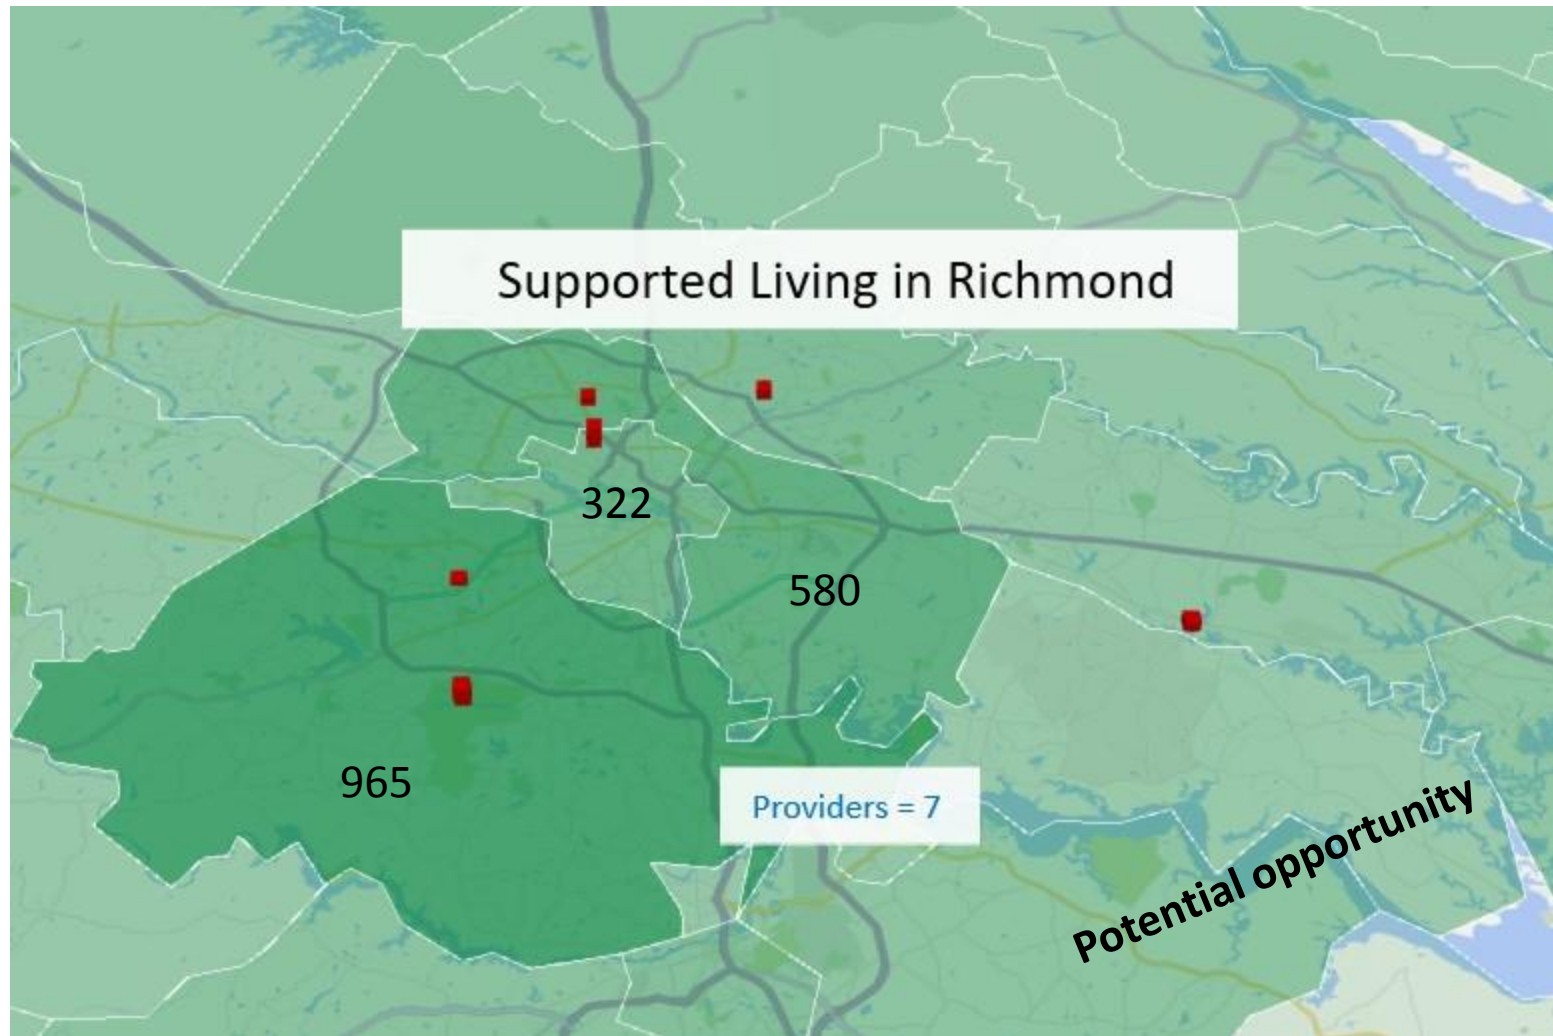 Supported Living in Richmond
322
580
965
Providers = 7
Potential opportunity